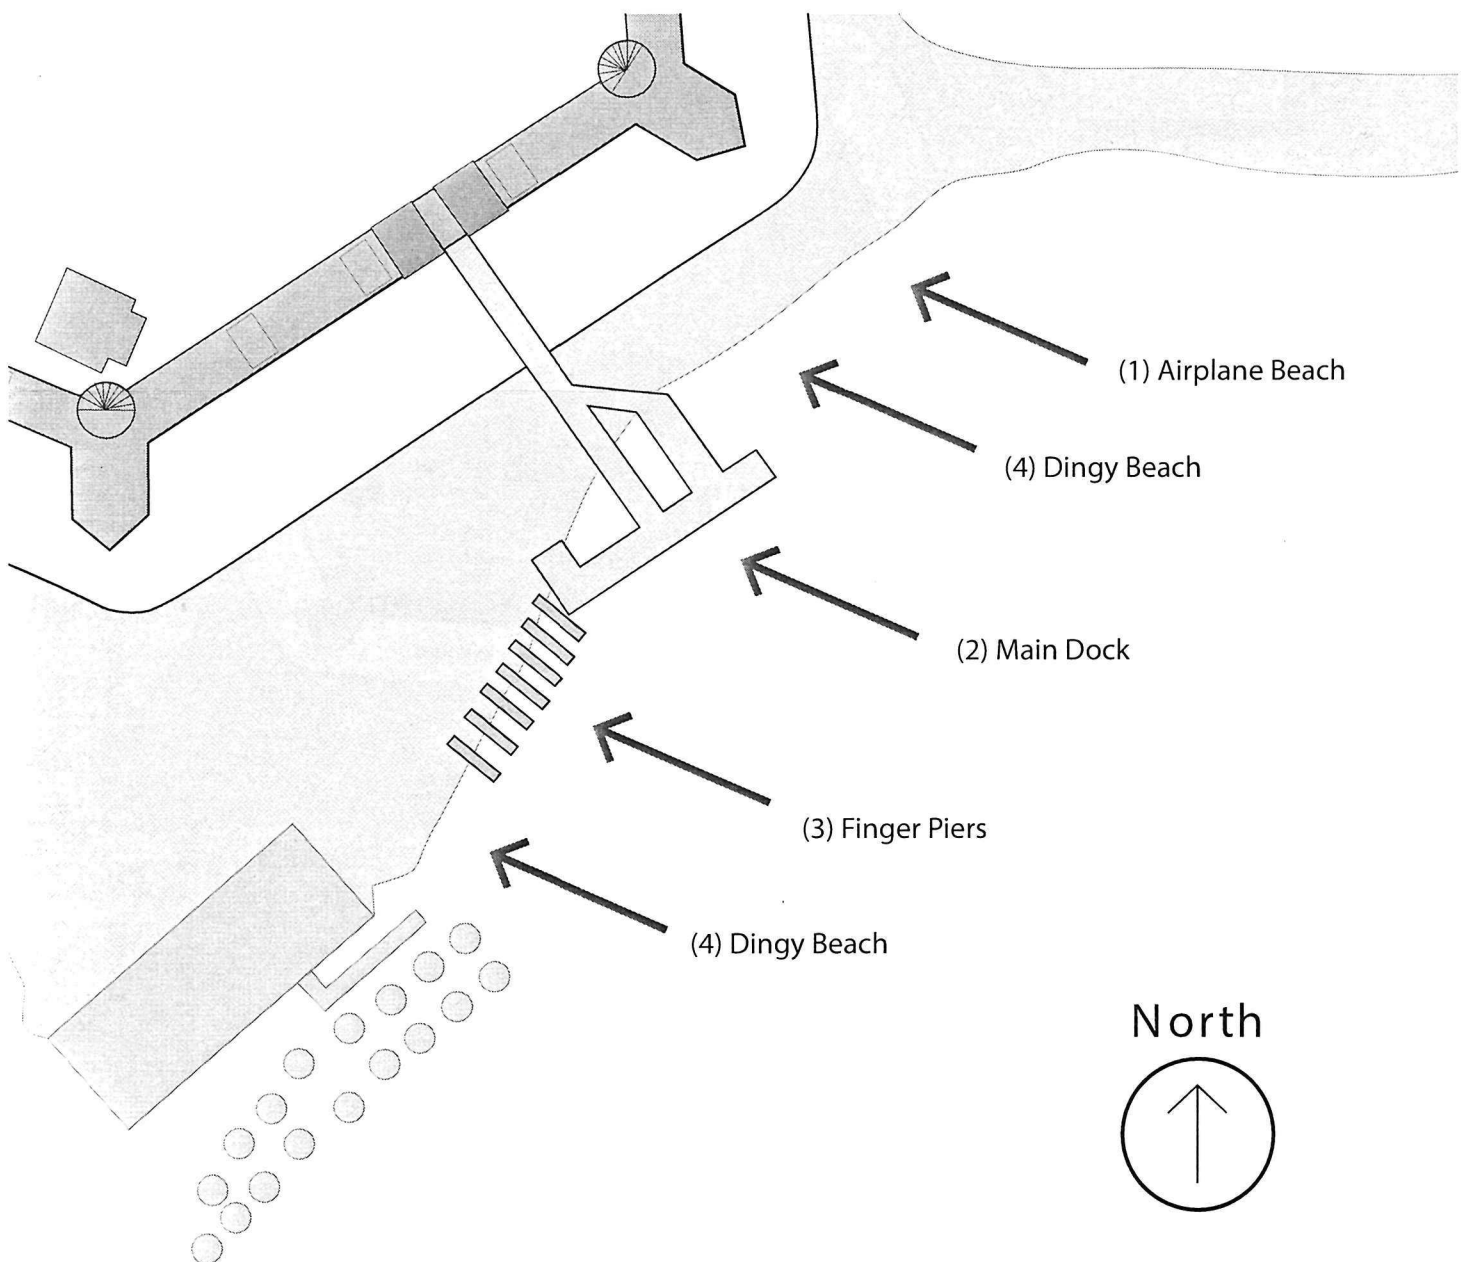 (1) Airplane Beach
(4) Dingy Beach
(2) Main Dock
(3) Finger Piers
(4) Dingy Beach
North